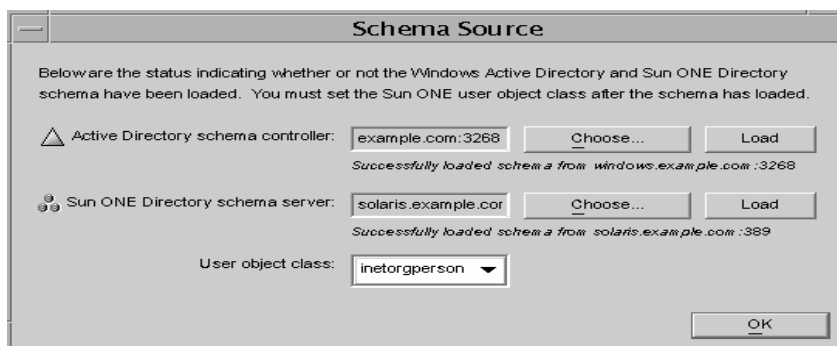 Schema Source
Below are the status indicating whether or not the Windows Active Directory and Sun ONE Directory
schema have been loaded. You must set the Sun ONE user object class after the schema has loaded.
Active Directory schema controller: example.com:3268 Choose... Load
Successfully loaded schema from windows.example.com:3268
Sun ONE Directory schema server: solaris.example.cor Choose... Load
Successfully loaded schema from solaris.example.com:389
User object class: inetorgperson
OK